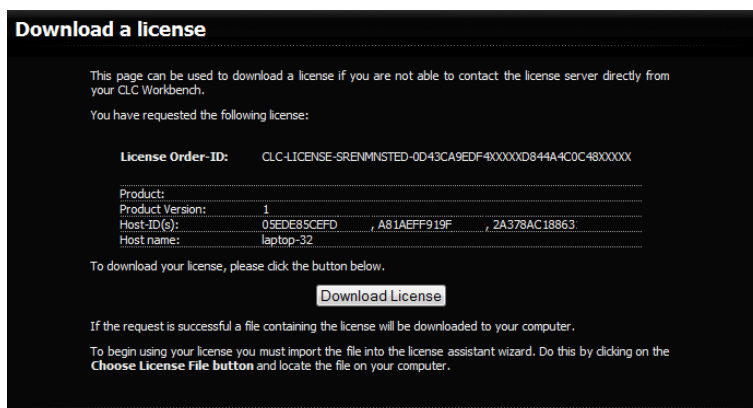 Download a license
This page can be used to download a license if you are not able to contact the license server directly from
your CLC Workbench.
You have requested the following license:
License Order-ID: CLC-LICENSE-SRENMNSTED-0D43CA9EDF4XXXXXD844A4C0C48XXXXX
Product:
Product Version: 1
Host-ID(s): 05EDE85CEFD , A81AEFF919F , 2A378AC18863
Host name: laptop-32
To download your license, please click the button below.
Download License
If the request is successful a file containing the license will be downloaded to your computer.
To begin using your license you must import the file into the license assistant wizard. Do this by clicking on the
Choose License File button and locate the file on your computer.